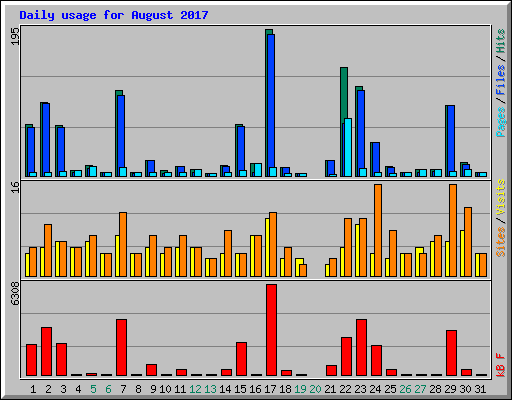 Daily usage for August 2017
195
Pages / Files / Hits
16
Sites / Visits
6308
kB F
1 2 3 4 5 6 7 8 9 10 11 12 13 14 15 16 17 18 19 20 21 22 23 24 25 26 27 28 29 30 31